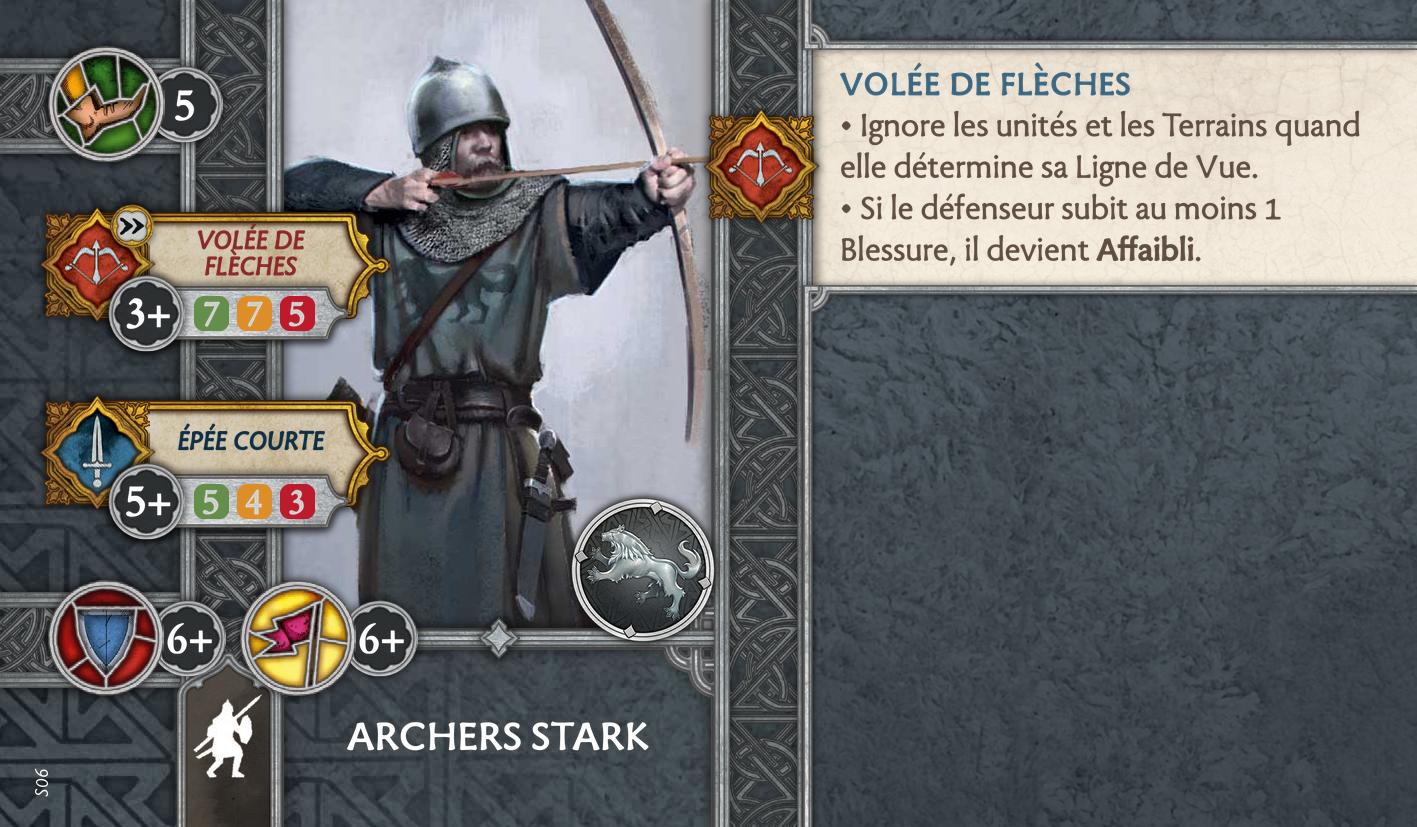 5
VOLÉE DE
FLÈCHES
3+
7 7 5
ÉPÉE COURTE
5+
5 4 3
6+
6+
ARCHERS STARK
S06
VOLÉE DE FLÈCHES
• Ignore les unités et les Terrains quand
elle détermine sa Ligne de Vue.
• Si le défenseur subit au moins 1
Blessure, il devient Affaibli.